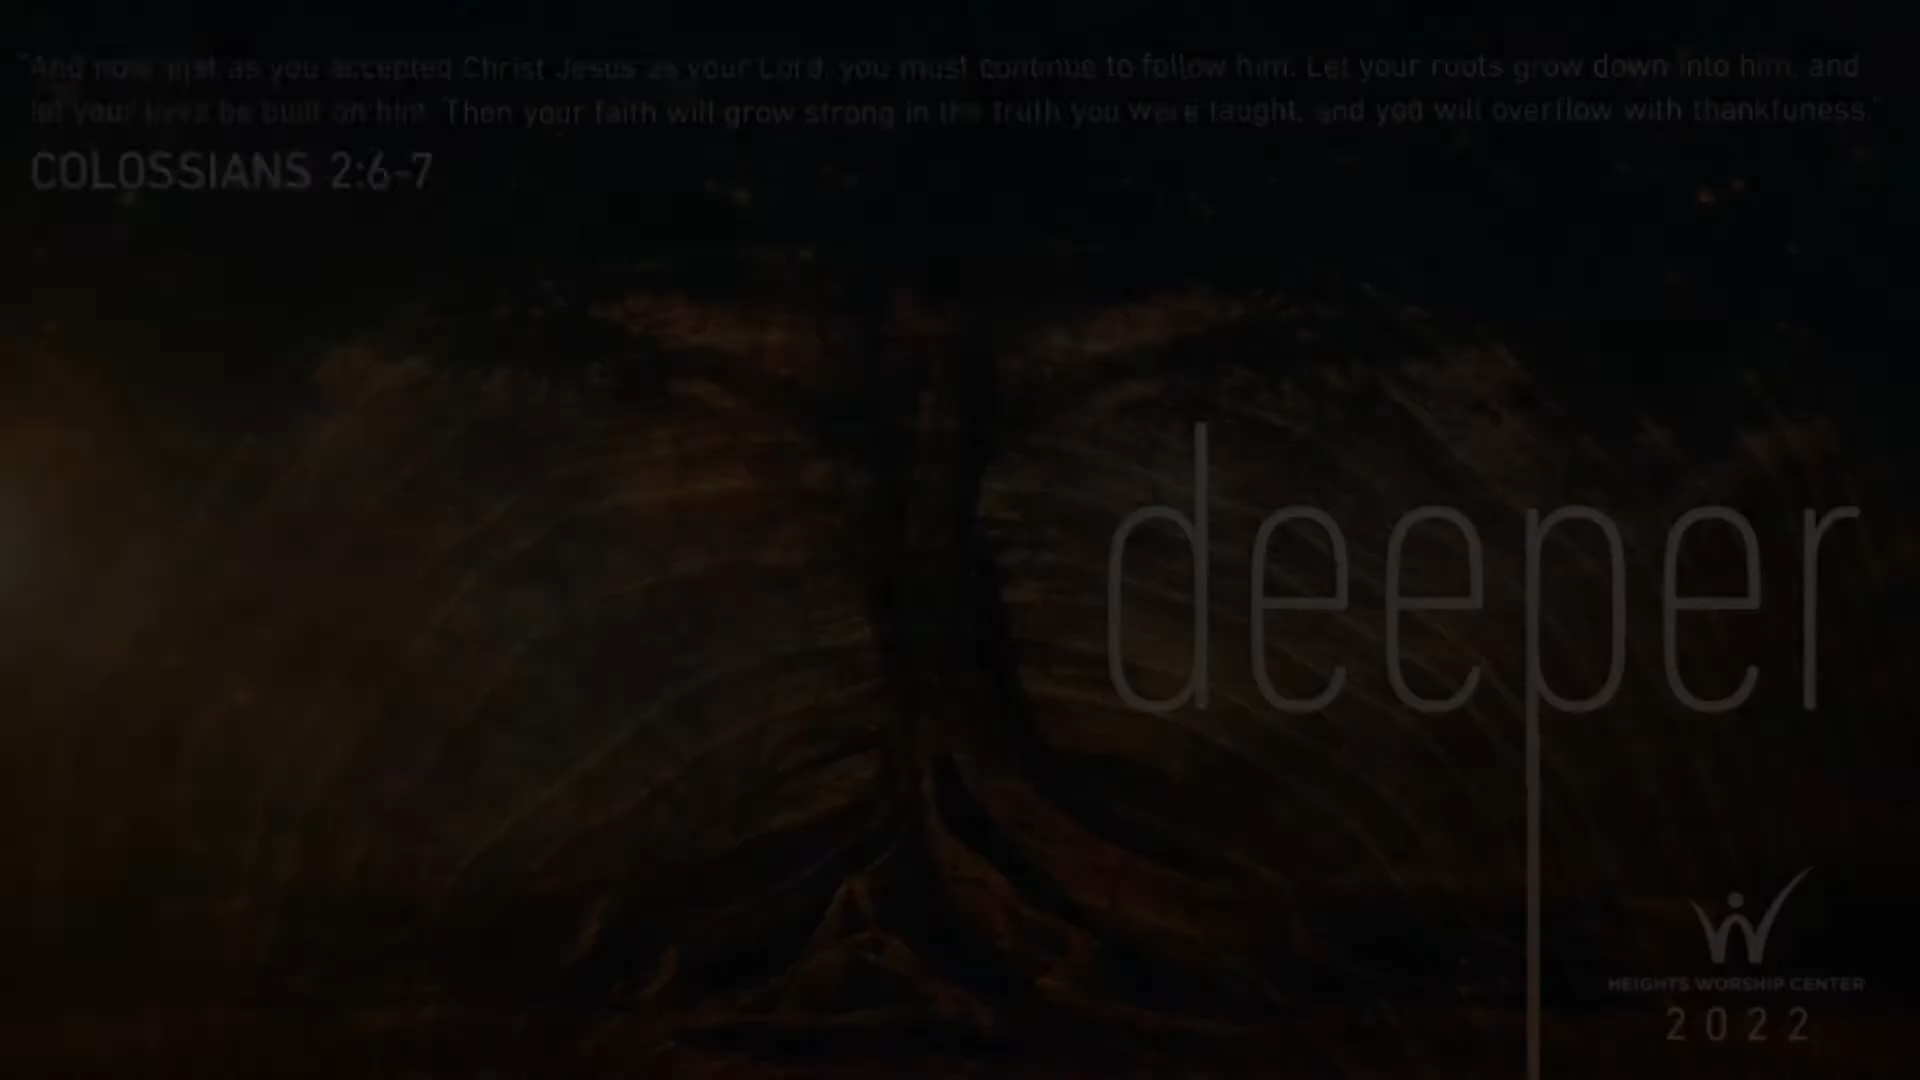 "And now, just as you accepted Christ Jesus as your Lord, you must continue to follow him. Let your roots grow down into him, and
let your lives be built on him. Then your faith will grow strong in the truth you were taught, and you will overflow with thankfuness."
COLOSSIANS 2:6-7
deeper
HEIGHTS WORSHIP CENTER
2022